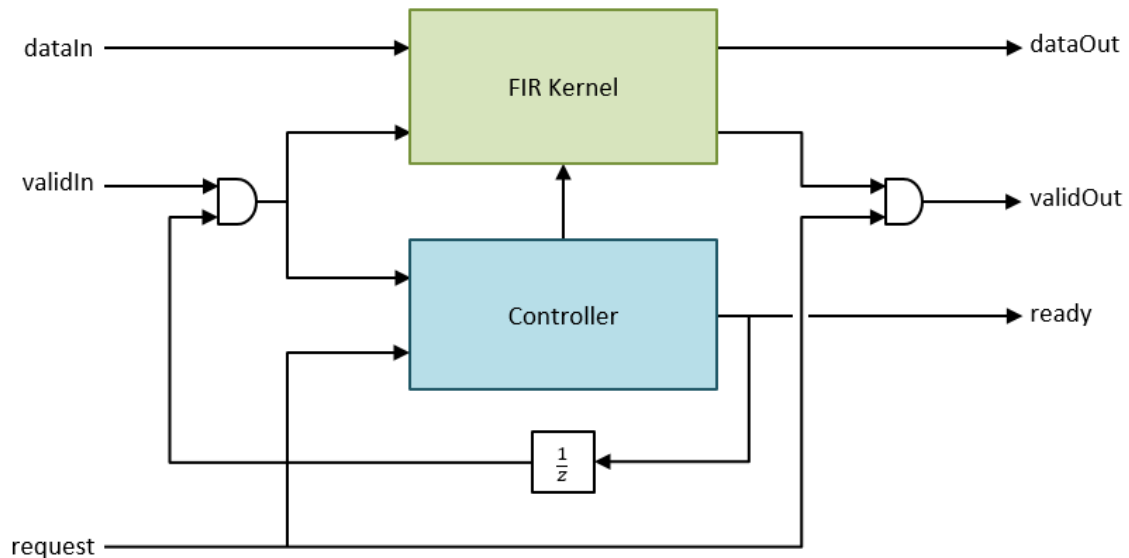 dataIn
FIR Kernel
dataOut
validIn
validOut
Controller
ready
1
z
request